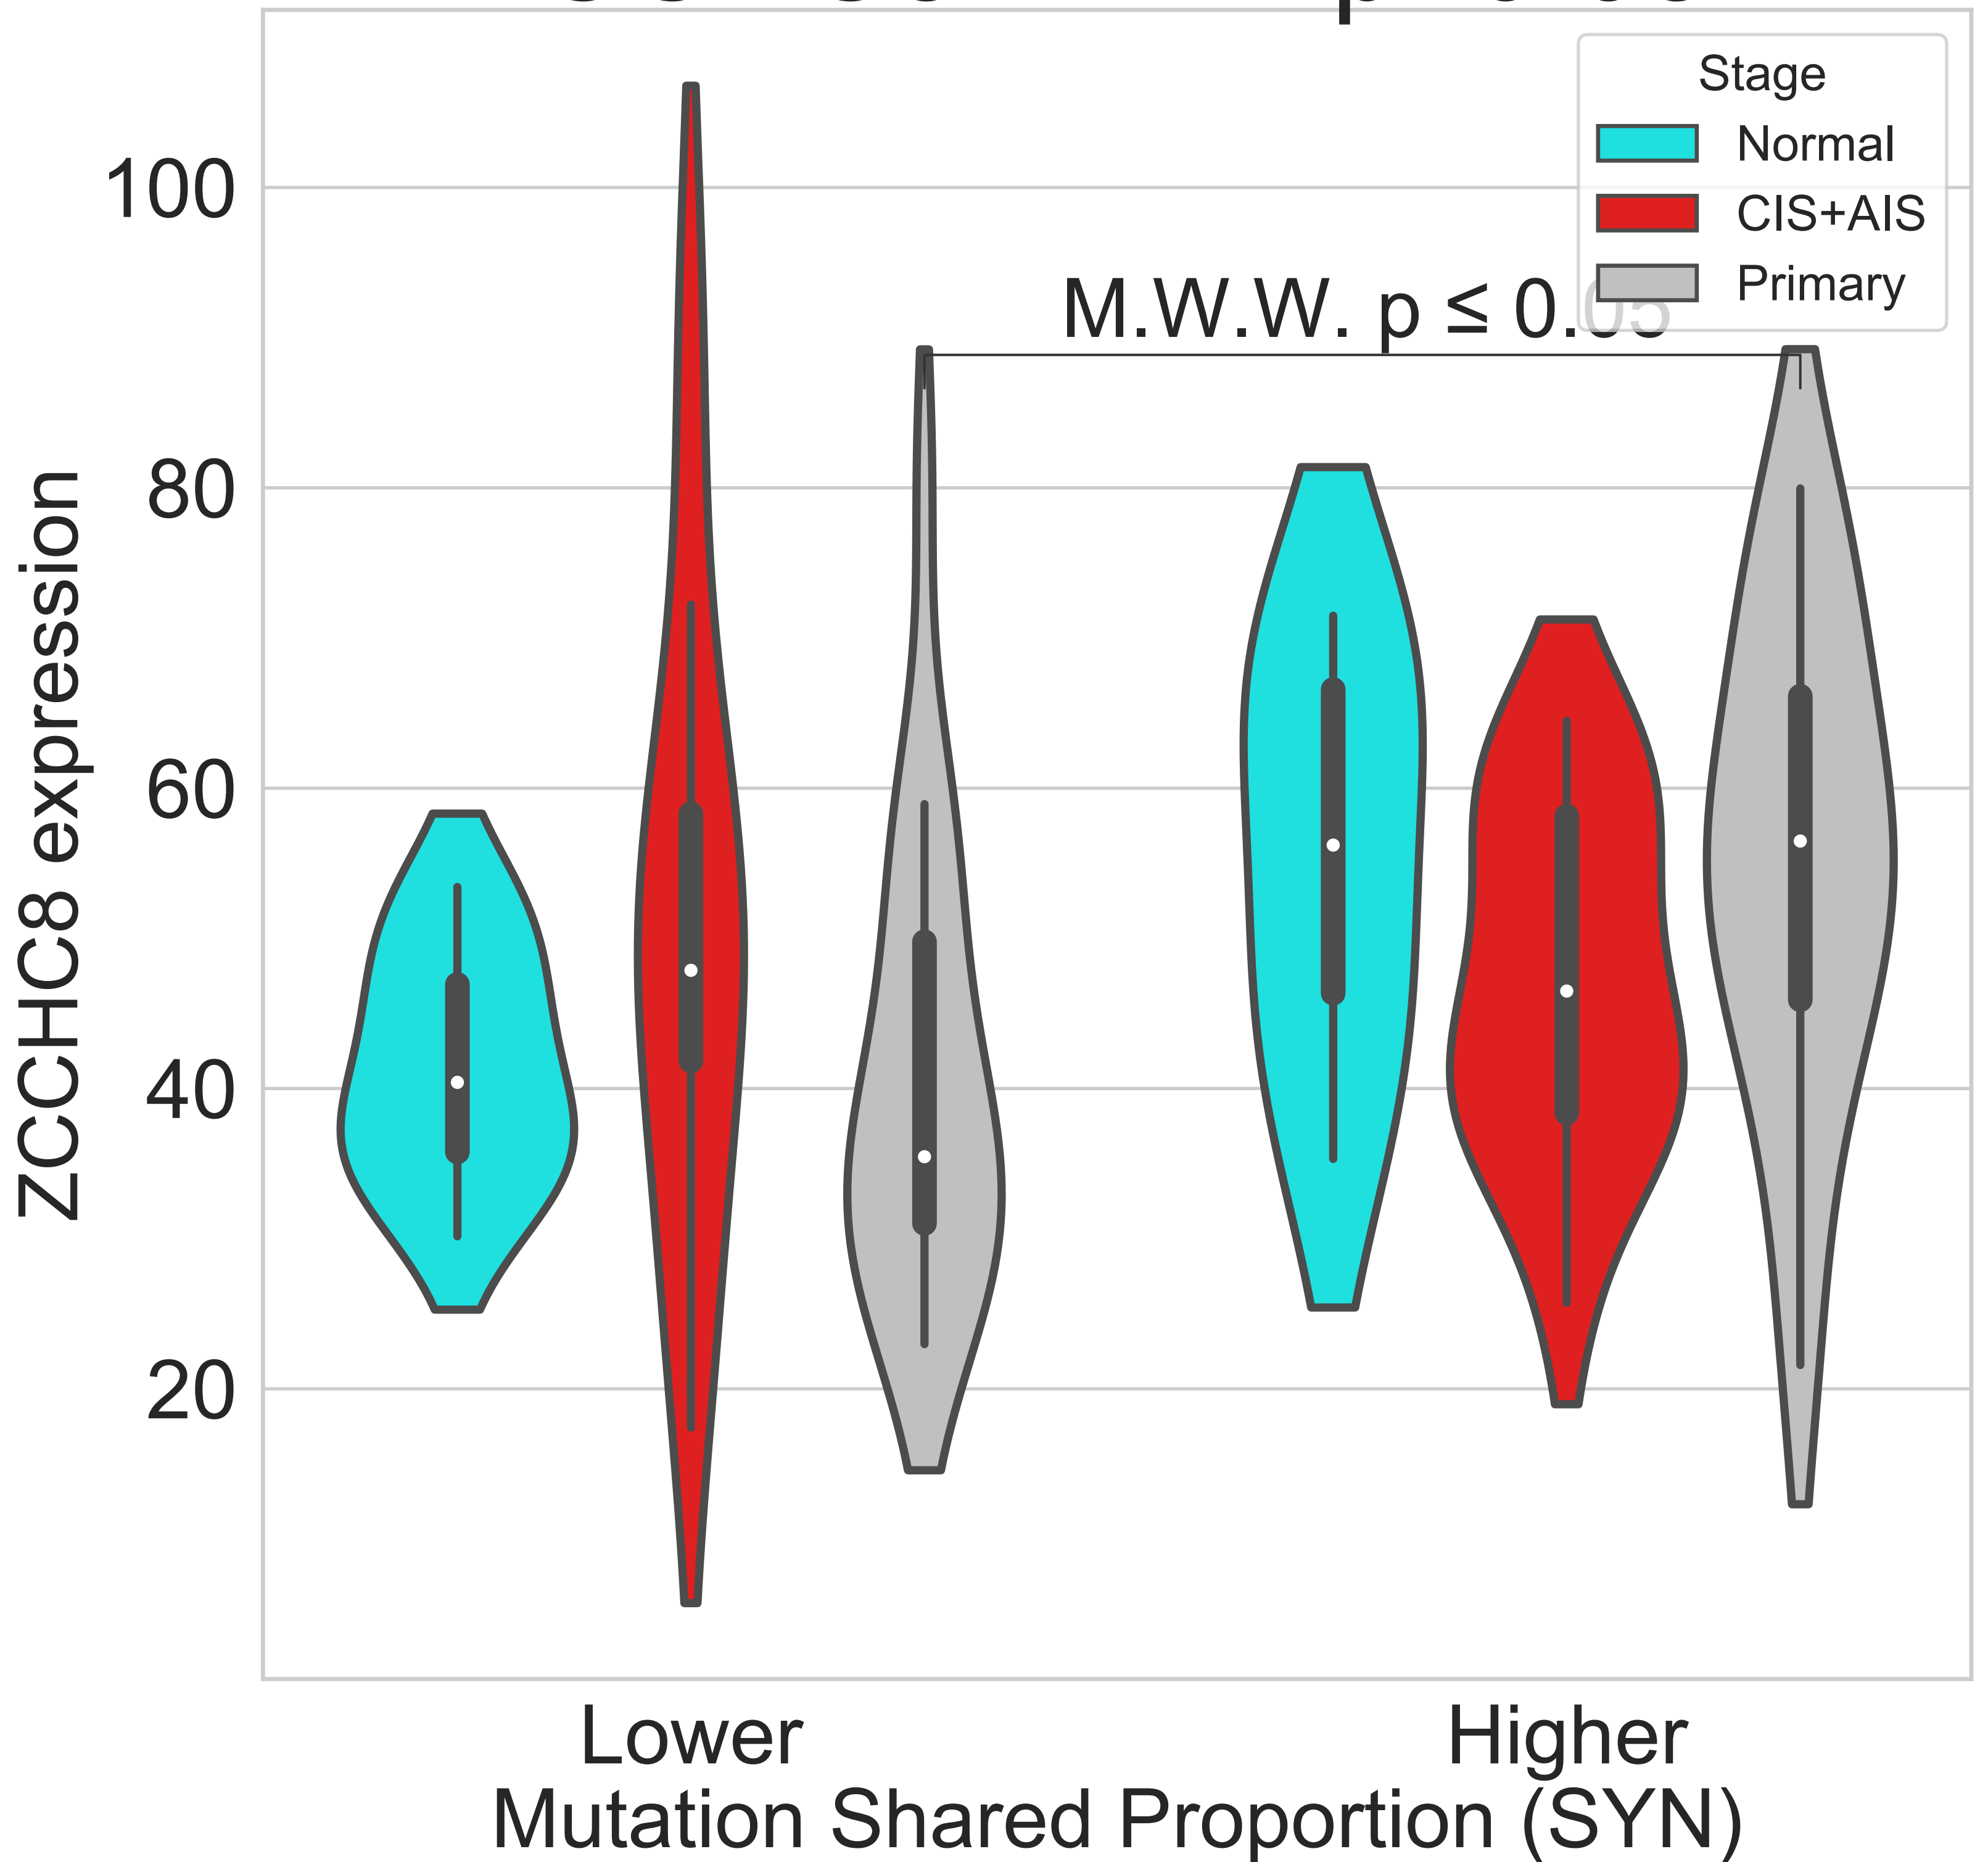 Stage
Normal
CIS+AIS
Primary
M.W.W. p ≤ 0.05
100
80
60
40
20
ZCCHC8 expression
Lower
Higher
Mutation Shared Proportion (SYN)